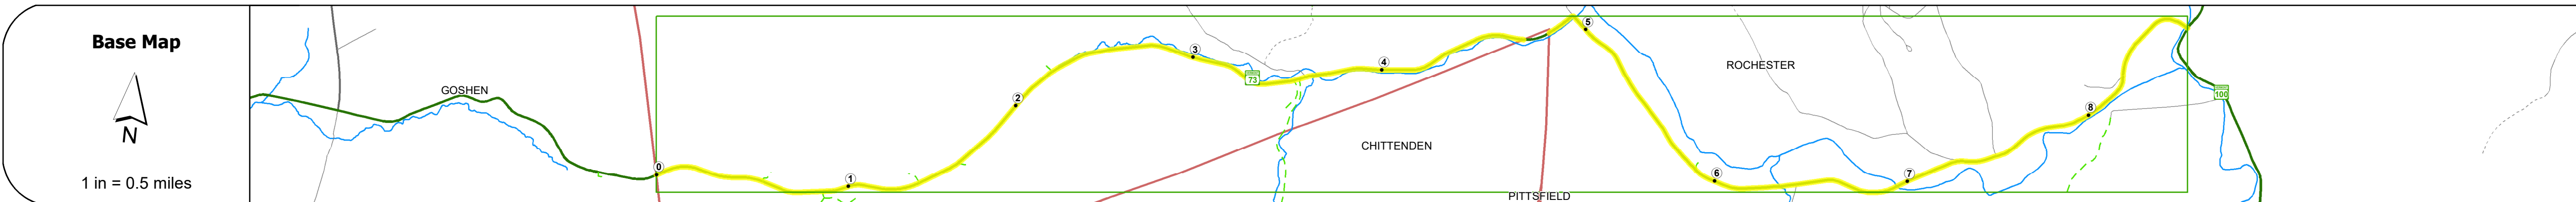 Base Map
N
1 in = 0.5 miles
GOSHEN
0
1
2
3
73
4
CHITTENDEN
5
PITTSFIELD
ROCHESTER
6
7
8
100